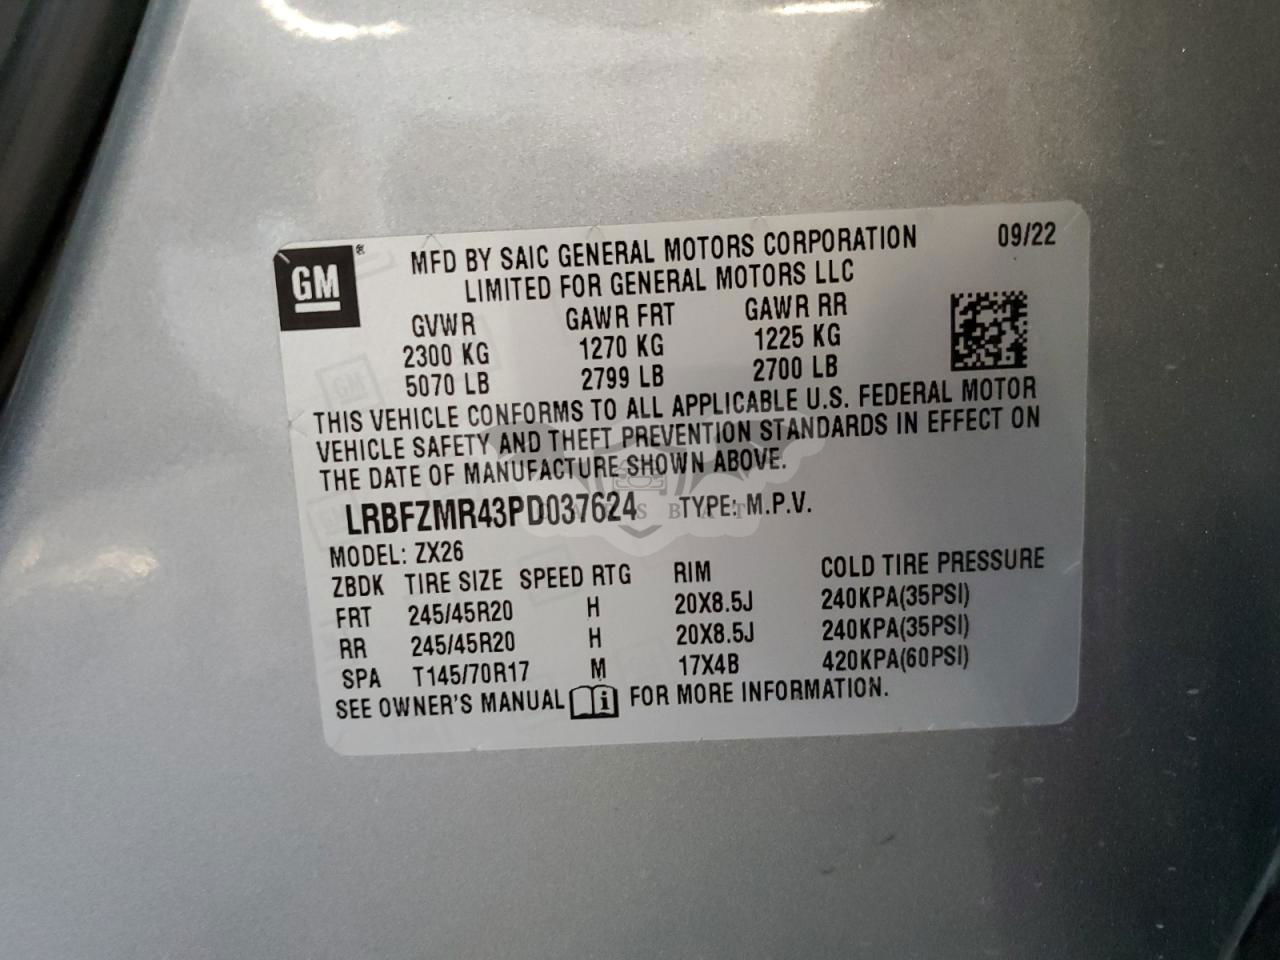 GM ®
MFD BY SAIC GENERAL MOTORS CORPORATION 09/22
LIMITED FOR GENERAL MOTORS LLC
GVWR GAWR FRT GAWR RR
2300 KG 1270 KG 1225 KG
5070 LB 2799 LB 2700 LB
THIS VEHICLE CONFORMS TO ALL APPLICABLE U.S. FEDERAL MOTOR
VEHICLE SAFETY AND THEFT PREVENTION STANDARDS IN EFFECT ON
THE DATE OF MANUFACTURE SHOWN ABOVE.
LRBFZMR43PD037624 TYPE: M.P.V.
MODEL: ZX26
ZBDK TIRE SIZE SPEED RTG RIM COLD TIRE PRESSURE
FRT 245/45R20 H 20X8.5J 240KPA(35PSI)
RR 245/45R20 H 20X8.5J 240KPA(35PSI)
SPA T145/70R17 M 17X4B 420KPA(60PSI)
SEE OWNER'S MANUAL FOR MORE INFORMATION.